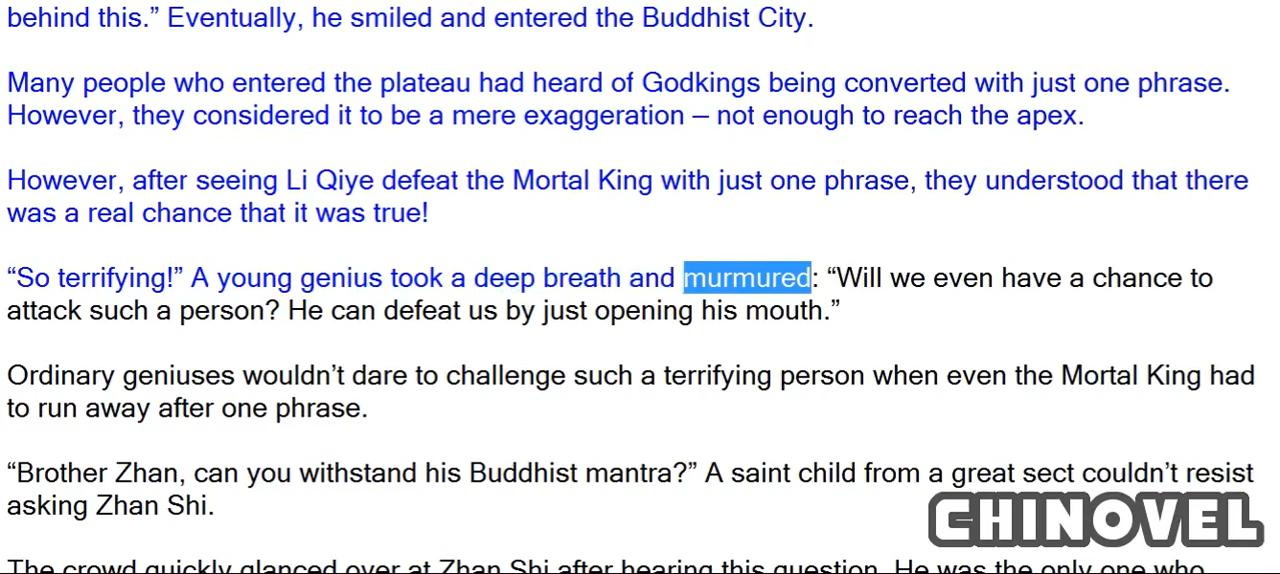 behind this.” Eventually, he smiled and entered the Buddhist City.
Many people who entered the plateau had heard of Godkings being converted with just one phrase.
However, they considered it to be a mere exaggeration – not enough to reach the apex.
However, after seeing Li Qiye defeat the Mortal King with just one phrase, they understood that there
was a real chance that it was true!
“So terrifying!” A young genius took a deep breath and murmured: “Will we even have a chance to
attack such a person? He can defeat us by just opening his mouth.”
Ordinary geniuses wouldn’t dare to challenge such a terrifying person when even the Mortal King had
to run away after one phrase.
“Brother Zhan, can you withstand his Buddhist mantra?” A saint child from a great sect couldn’t resist
asking Zhan Shi.
CHINOVEL
The crowd quickly glanced over at Zhan Shi after hearing this question. He was the only one who